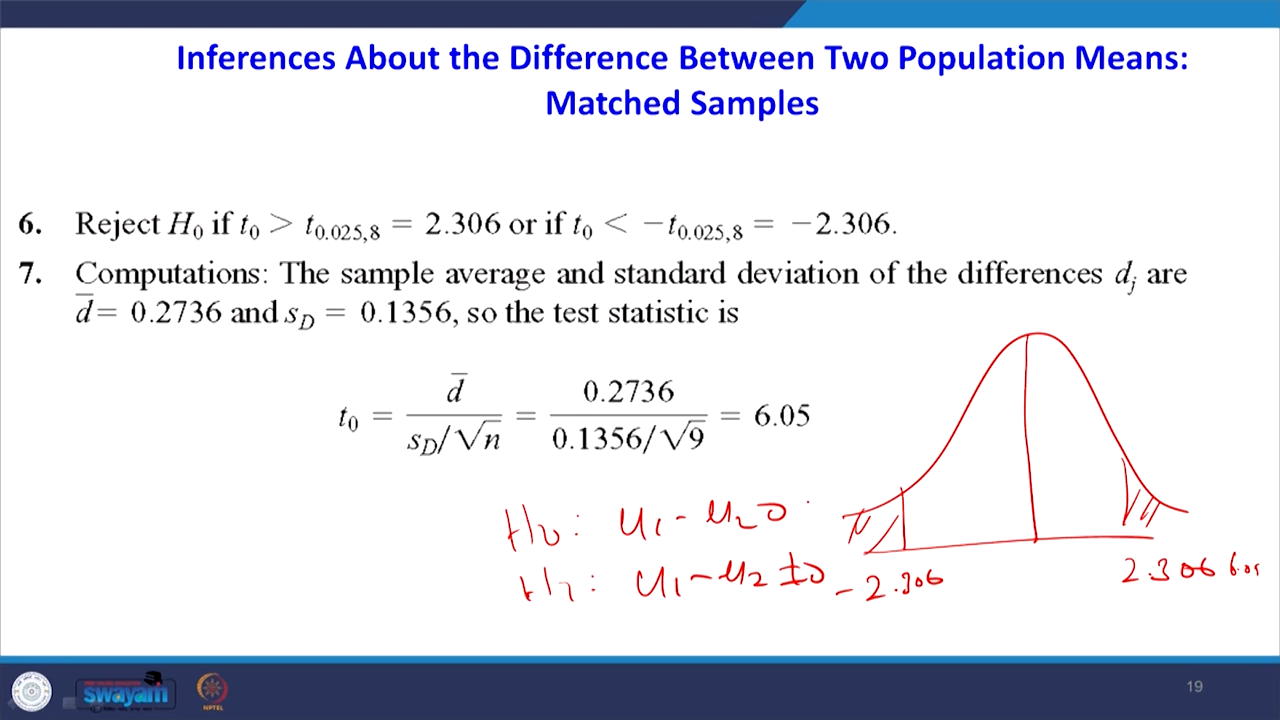 Inferences About the Difference Between Two Population Means:
Matched Samples
6. Reject H₀ if t₀ > t₀.₀₂₅,₈ = 2.306 or if t₀ < −t₀.₀₂₅,₈ = −2.306.
7. Computations: The sample average and standard deviation of the differences dⱼ are
d̅ = 0.2736 and s_D = 0.1356, so the test statistic is
t₀ = d̅ / (s_D/√n) = 0.2736 / (0.1356/√9) = 6.05
H₀: μ₁ - μ₂ 0
H₁: μ₁ - μ₂ ≠ 0
-2.306
2.306 6.05
swayam
NPTEL
19